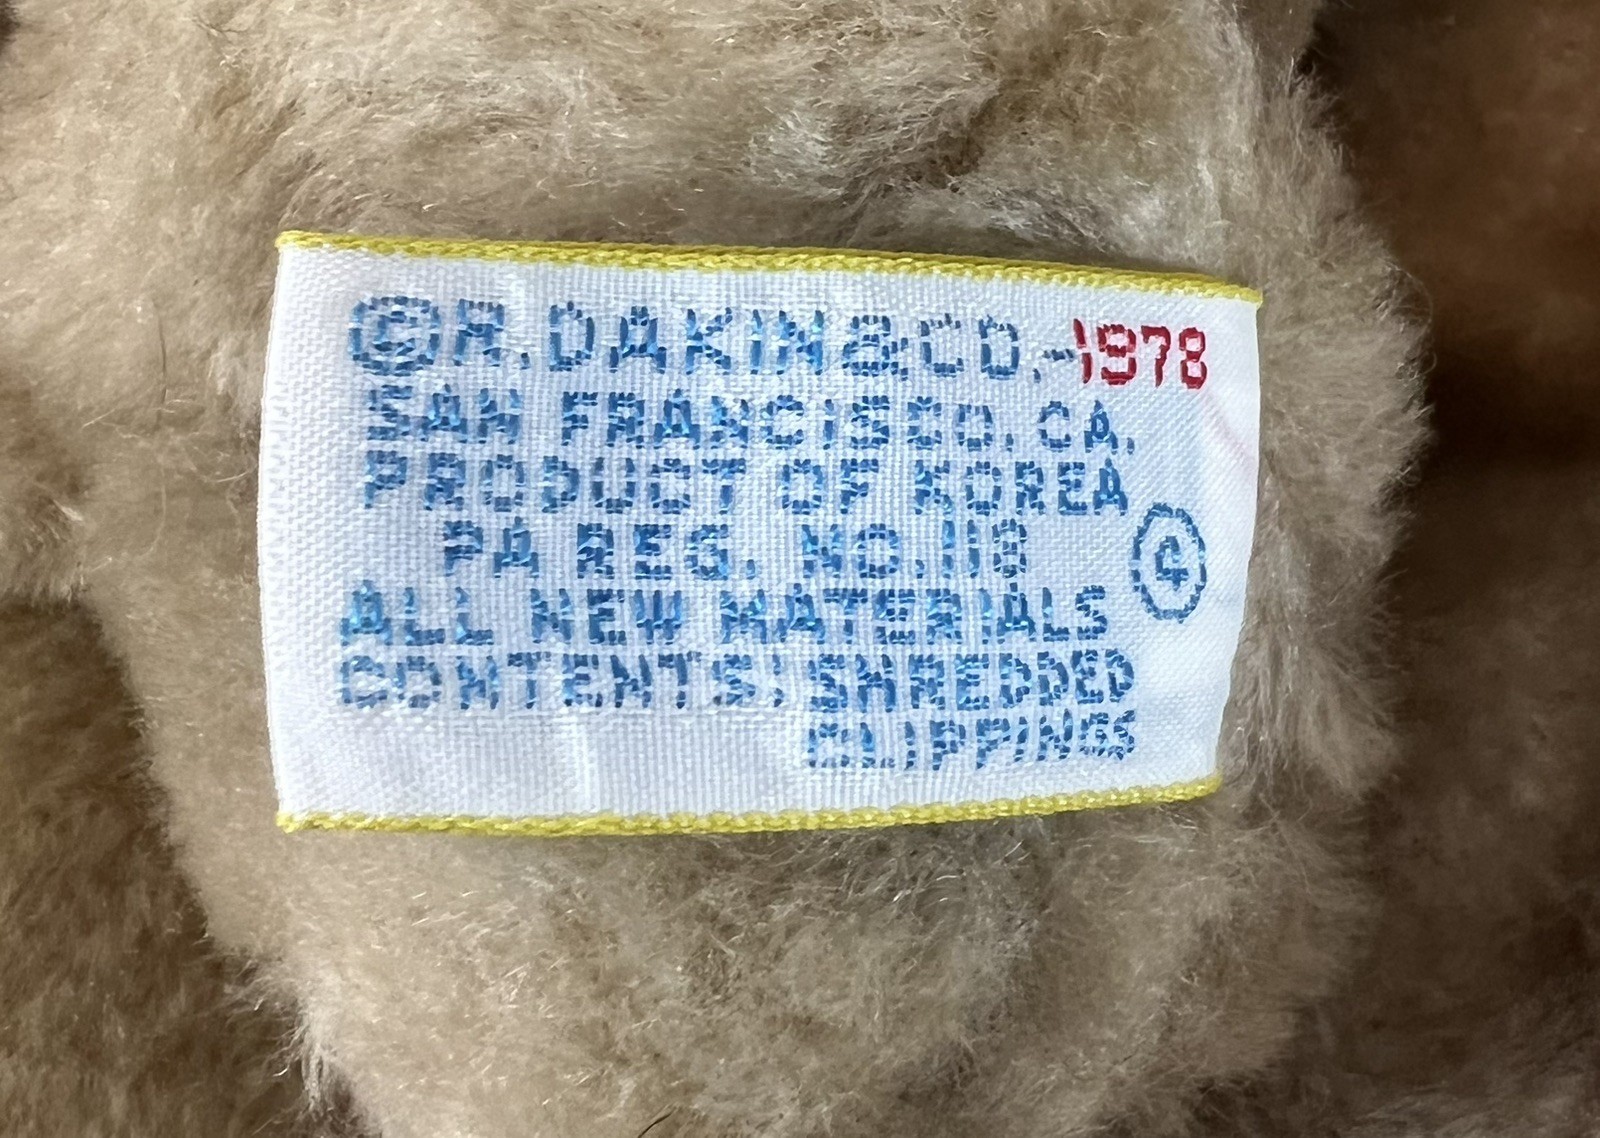 ©R.DAKIN&CO.-1978
SAN FRANCISCO, CA.
PRODUCT OF KOREA
PA REG. NO.118
4
ALL NEW MATERIALS
CONTENTS: SHREDDED
CLIPPINGS